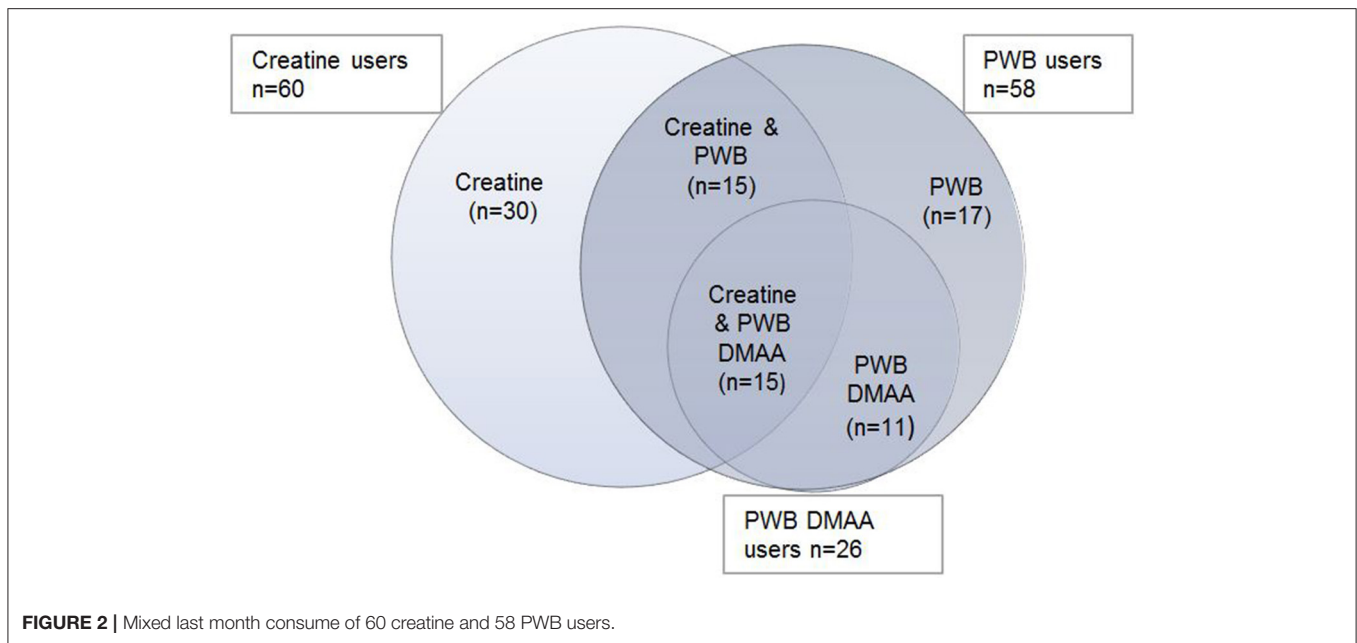 Creatine users
n=60
PWB users
n=58
Creatine &
PWB
(n=15)
Creatine
(n=30)
PWB
(n=17)
Creatine
& PWB
DMAA
(n=15)
PWB
DMAA
(n=11)
PWB DMAA
users n=26
FIGURE 2 | Mixed last month consume of 60 creatine and 58 PWB users.